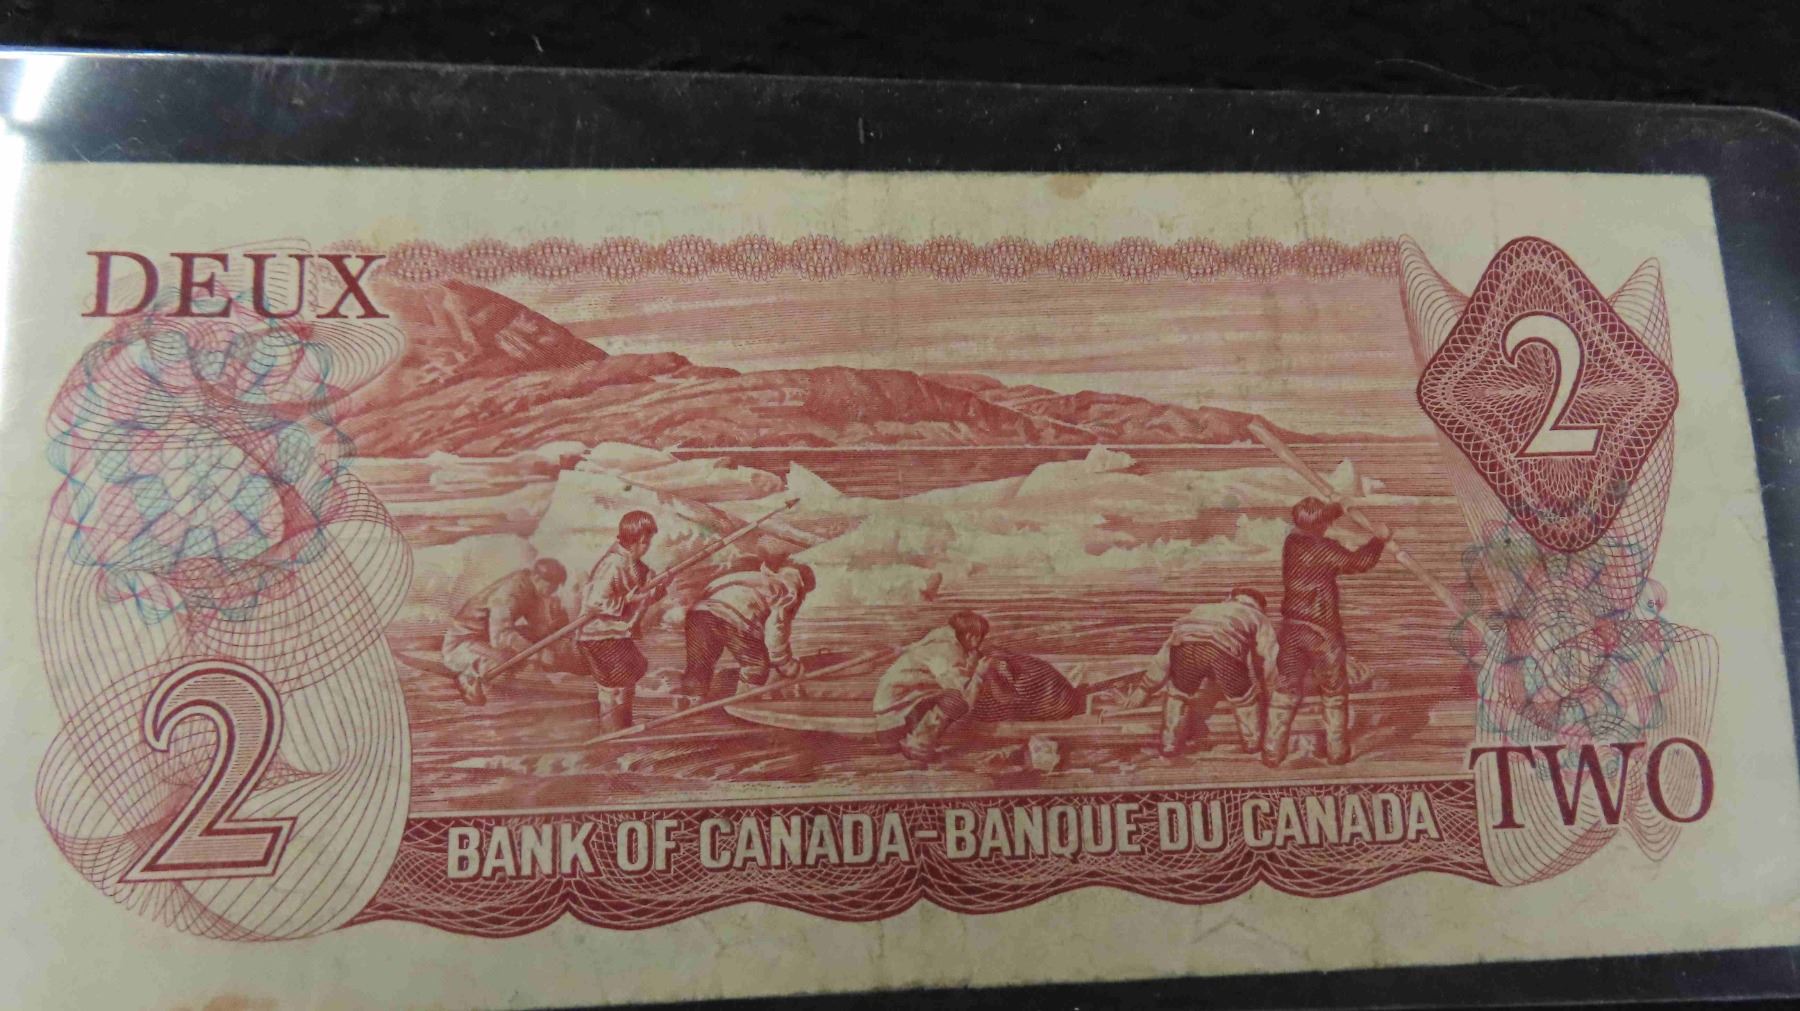 DEUX
2
2
BANK OF CANADA-BANQUE DU CANADA
TWO